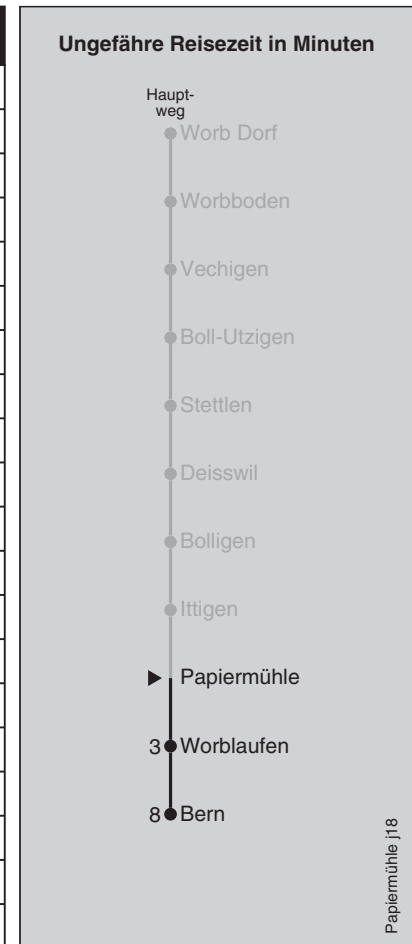 Ungefähre Reisezeit in Minuten
Haupt-
weg
Worb Dorf
Worbboden
Vechigen
Boll-Utzigen
Stettlen
Deisswil
Bolligen
Ittigen
Papiermühle
3 Worblaufen
8 Bern
Papiermühle j18